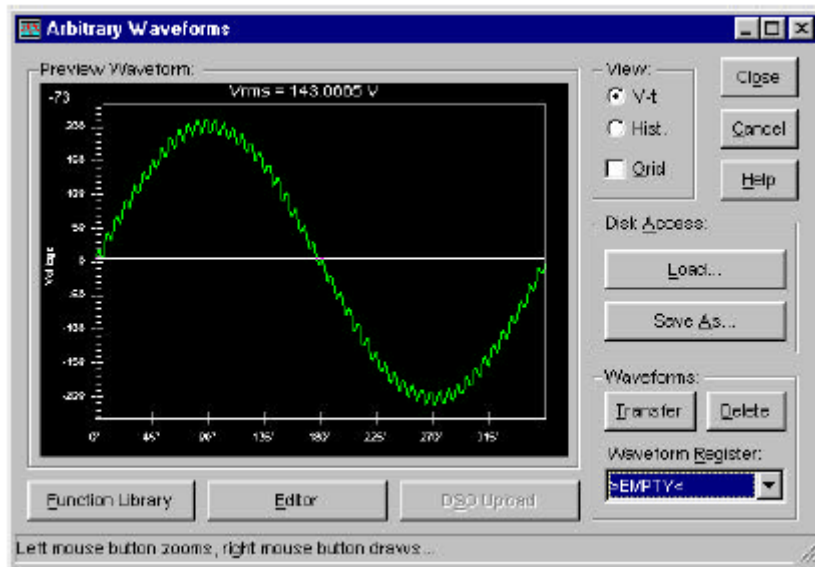 Arbitrary Waveforms
Preview Waveform:
-73
Vrms = 143.0005 V
200
150
100
50
0
-50
-100
-150
-200
Voltage
0°
45°
90°
135°
180°
225°
270°
315°
View:
V-t
Hist.
Grid
Close
Cancel
Help
Disk Access:
Load...
Save As...
Waveforms:
Transfer
Delete
Waveform Register:
>EMPTY<
Function Library
Editor
DSO Upload
Left mouse button zooms, right mouse button draws...